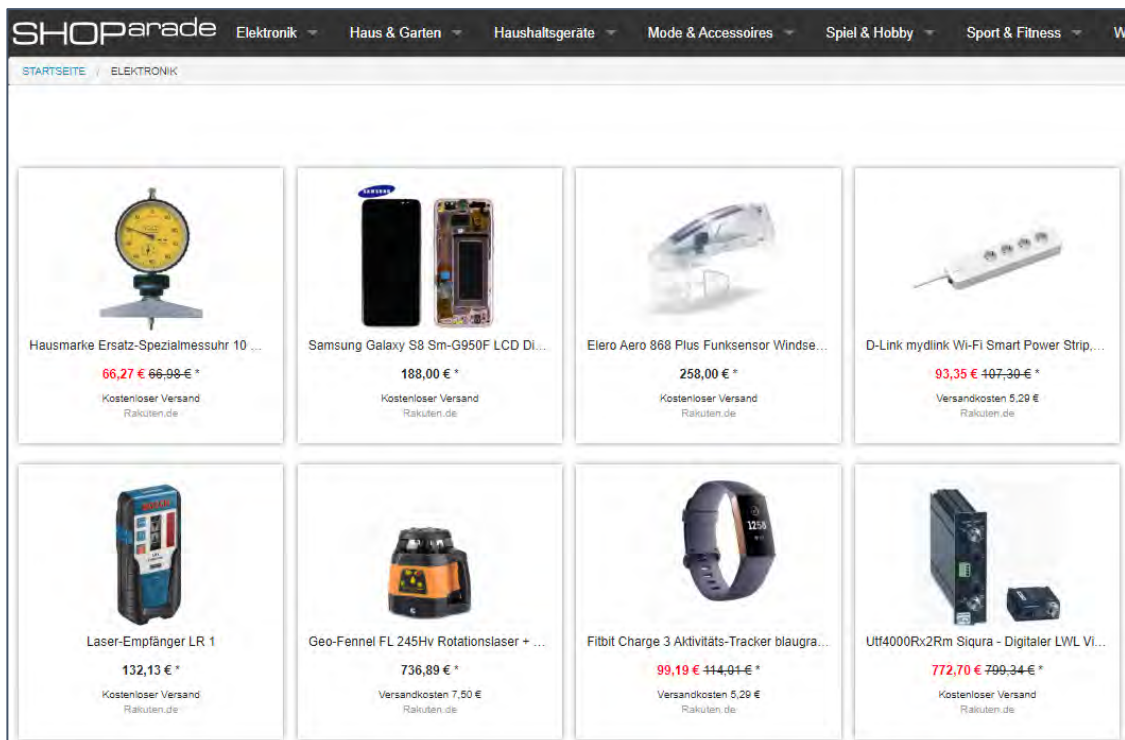 SHOParade Elektronik Haus & Garten Haushaltsgeräte Mode & Accessoires Spiel & Hobby Sport & Fitness W
STARTSEITE / ELEKTRONIK
SAMSUNG
Hausmarke Ersatz-Spezialmessuhr 10 ...
66,27 € 66,98 € *
Kostenloser Versand
Rakuten.de
Samsung Galaxy S8 Sm-G950F LCD Di...
188,00 € *
Kostenloser Versand
Rakuten.de
Elero Aero 868 Plus Funksensor Windse...
258,00 € *
Kostenloser Versand
Rakuten.de
D-Link mydlink Wi-Fi Smart Power Strip,...
93,35 € 107,30 € *
Versandkosten 5,29 €
Rakuten.de
BOSCH
Laser-Empfänger LR 1
132,13 € *
Kostenloser Versand
Rakuten.de
Geo-Fennel FL 245Hv Rotationslaser + ...
736,89 € *
Versandkosten 7,50 €
Rakuten.de
1258
Fitbit Charge 3 Aktivitäts-Tracker blaugra...
99,19 € 114,01 € *
Versandkosten 5,29 €
Rakuten.de
Utf4000Rx2Rm Siqura - Digitaler LWL Vi...
772,70 € 799,34 € *
Kostenloser Versand
Rakuten.de